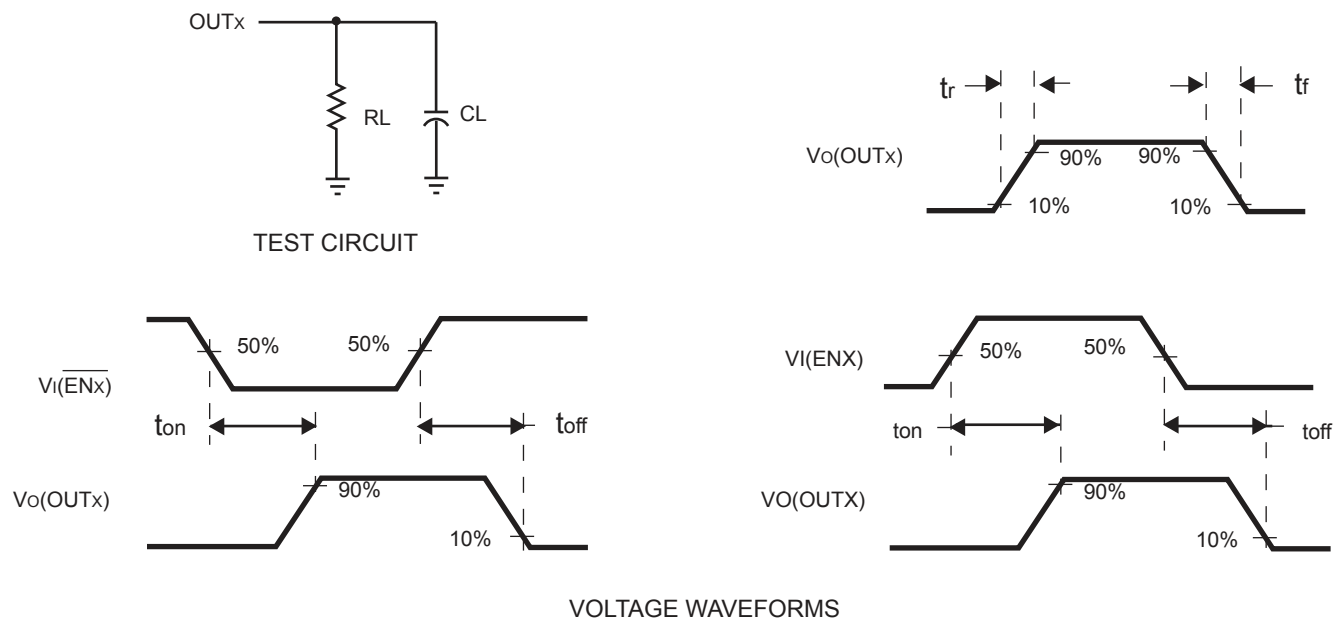 OUTx
RL
CL
TEST CIRCUIT
tr
tf
VO(OUTx)
90%
90%
10%
10%
VI(ENx)
50%
50%
ton
toff
VO(OUTx)
90%
10%
VI(ENX)
50%
50%
ton
toff
VO(OUTX)
90%
10%
VOLTAGE WAVEFORMS